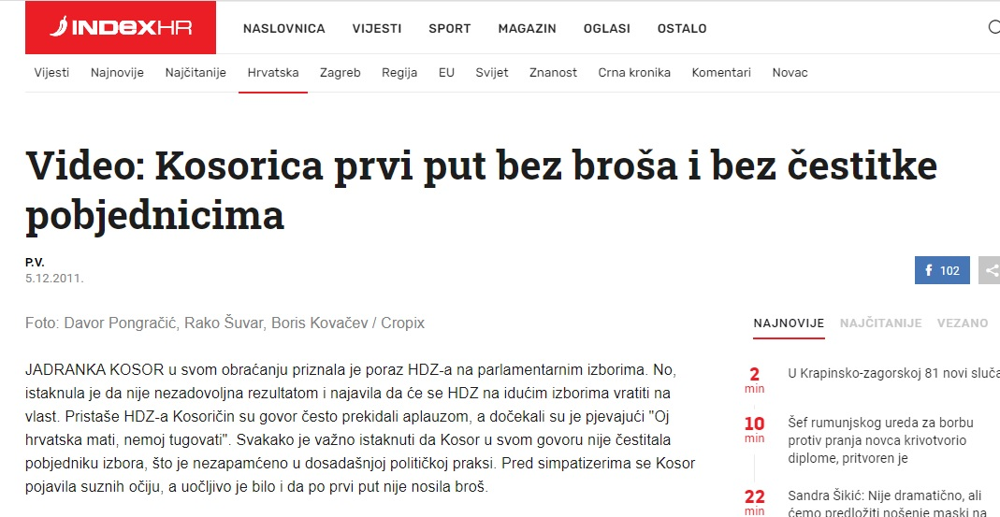 INDEXHR
NASLOVNICA VIJESTI SPORT MAGAZIN OGLASI OSTALO
Vijesti Najnovije Najčitanije Hrvatska Zagreb Regija EU Svijet Znanost Crna kronika Komentari Novac
Video: Kosorica prvi put bez broša i bez čestitke
pobjednicima
P.V.
5.12.2011.
f 102
Foto: Davor Pongračić, Rako Šuvar, Boris Kovačev / Cropix
JADRANKA KOSOR u svom obraćanju priznala je poraz HDZ-a na parlamentarnim izborima. No,
istaknula je da nije nezadovoljna rezultatom i najavila da će se HDZ na idućim izborima vratiti na
vlast. Pristaše HDZ-a Kosoričin su govor često prekidali aplauzom, a dočekali su je pjevajući "Oj
hrvatska mati, nemoj tugovati". Svakako je važno istaknuti da Kosor u svom govoru nije čestitala
pobjedniku izbora, što je nezapamćeno u dosadašnjoj političkoj praksi. Pred simpatizerima se Kosor
pojavila suznih očiju, a uočljivo je bilo i da po prvi put nije nosila broš.
NAJNOVIJE NAJČITANIJE VEZANO
2
min
U Krapinsko-zagorskoj 81 novi sluča
10
min
Šef rumunjskog ureda za borbu
protiv pranja novca krivotvorio
diplome, pritvoren je
22
min
Sandra Šikić: Nije dramatično, ali
ćemo predložiti nošenje maski na